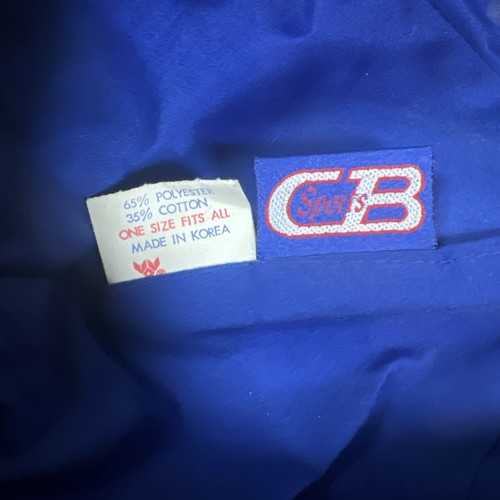 65% POLYESTER
35% COTTON
ONE SIZE FITS ALL
MADE IN KOREA
®
CB
Sports